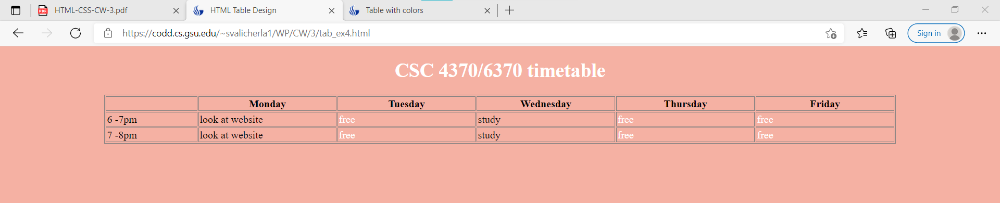 HTML-CSS-CW-3.pdf HTML Table Design Table with colors
https://codd.cs.gsu.edu/~svalicherla1/WP/CW/3/tab_ex4.html Sign in
CSC 4370/6370 timetable
Monday Tuesday Wednesday Thursday Friday
6 -7pm look at website free study free free
7 -8pm look at website free study free free